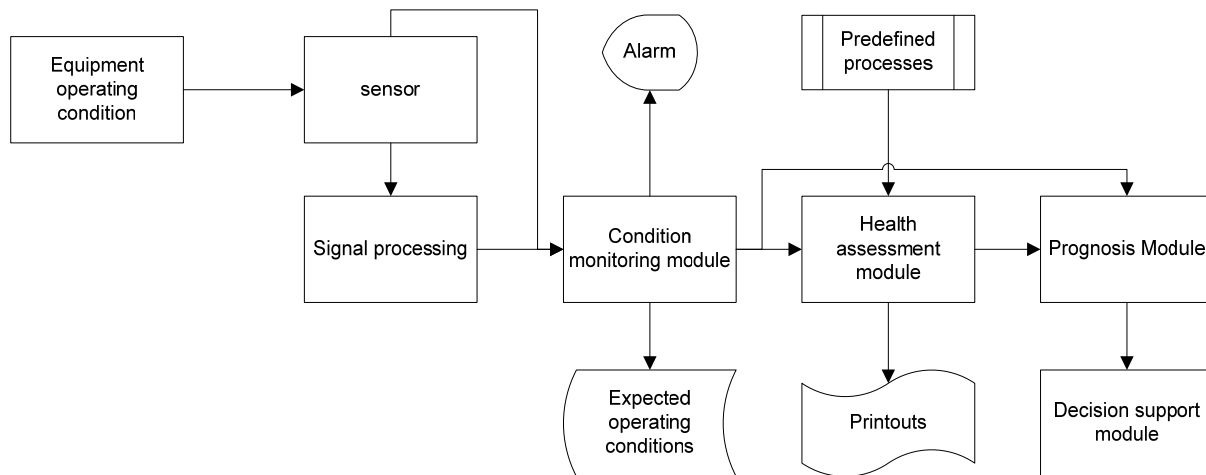 Equipment
operating
condition
sensor
Alarm
Predefined
processes
Signal processing
Condition
monitoring module
Health
assessment
module
Prognosis Module
Expected
operating
conditions
Printouts
Decision support
module